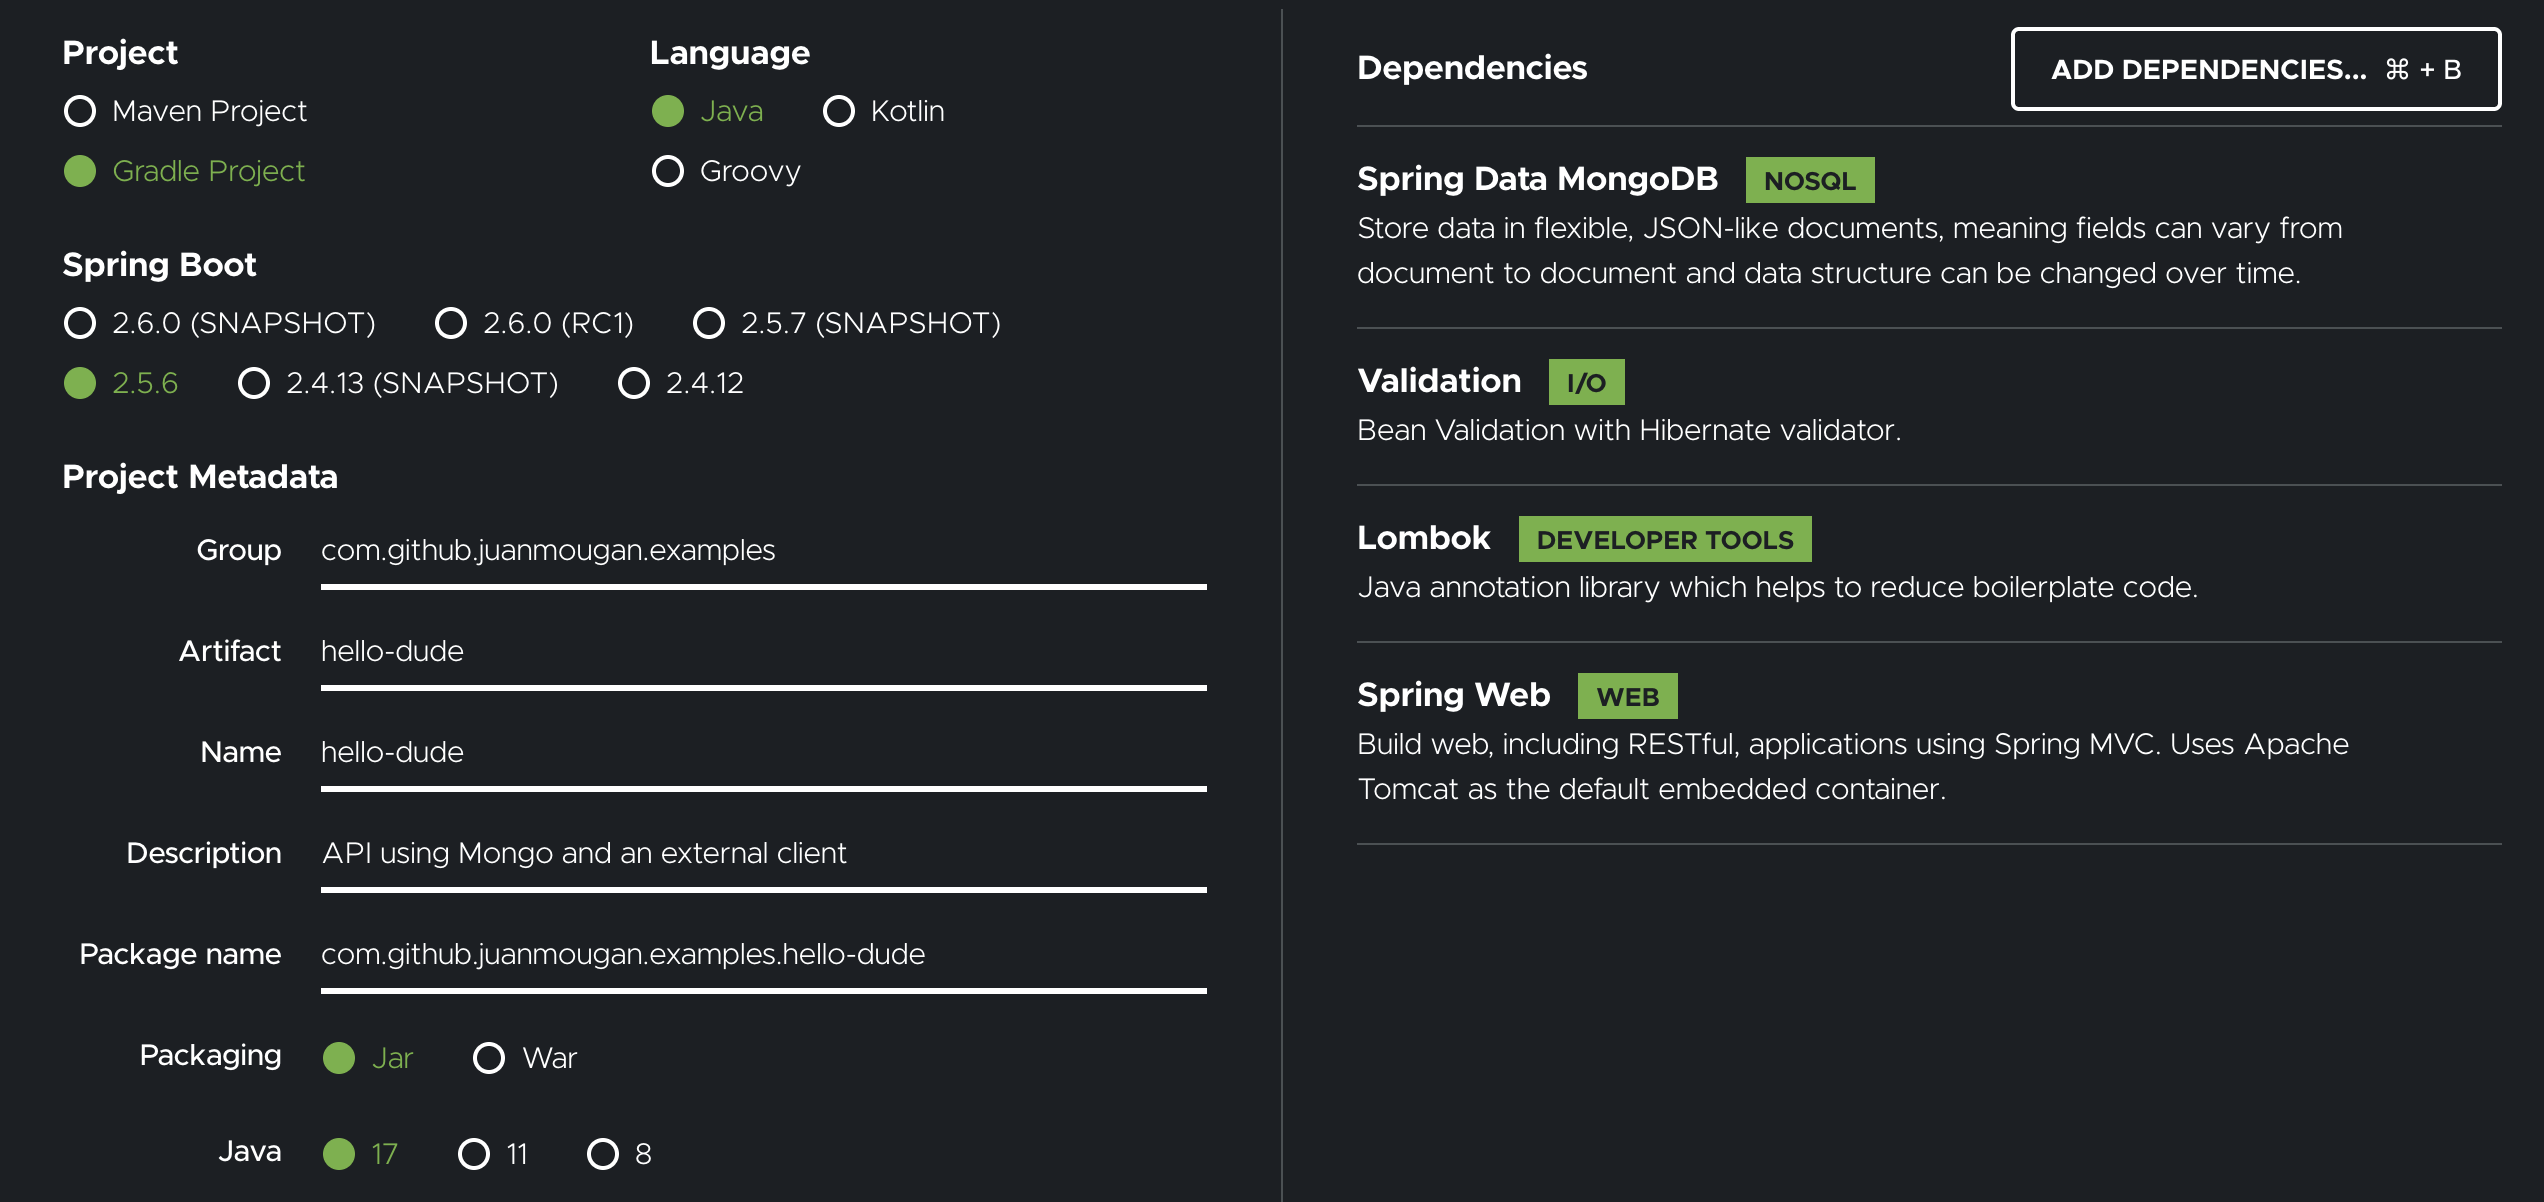 Project
Maven Project
Gradle Project
Language
Java Kotlin
Groovy
Spring Boot
2.6.0 (SNAPSHOT) 2.6.0 (RC1) 2.5.7 (SNAPSHOT)
2.5.6 2.4.13 (SNAPSHOT) 2.4.12
Project Metadata
Group com.github.juanmougan.examples
Artifact hello-dude
Name hello-dude
Description API using Mongo and an external client
Package name com.github.juanmougan.examples.hello-dude
Packaging Jar War
Java 17 11 8
Dependencies ADD DEPENDENCIES... ⌘ + B
Spring Data MongoDB NOSQL
Store data in flexible, JSON-like documents, meaning fields can vary from
document to document and data structure can be changed over time.
Validation I/O
Bean Validation with Hibernate validator.
Lombok DEVELOPER TOOLS
Java annotation library which helps to reduce boilerplate code.
Spring Web WEB
Build web, including RESTful, applications using Spring MVC. Uses Apache
Tomcat as the default embedded container.